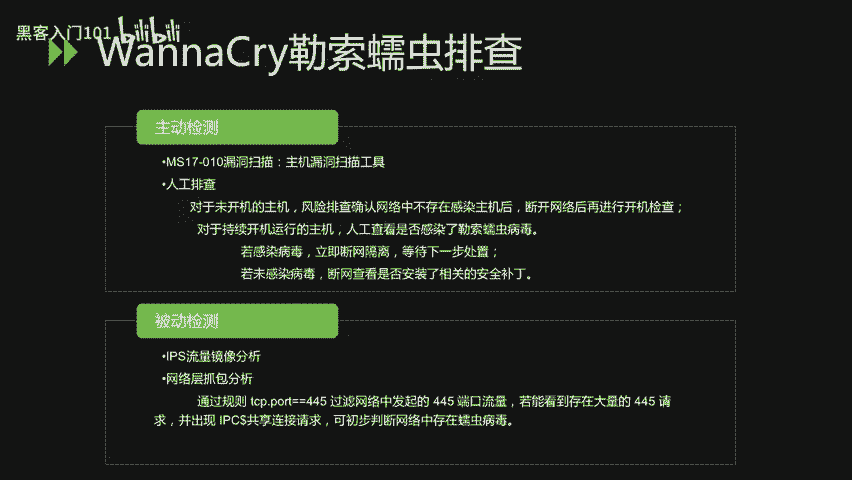 黑客入门101 bilibili
WannaCry勒索蠕虫排查
主动检测
•MS17-010漏洞扫描：主机漏洞扫描工具
•人工排查
对于未开机的主机，风险排查确认网络中不存在感染主机后，断开网络后再进行开机检查；
对于持续开机运行的主机，人工查看是否感染了勒索蠕虫病毒。
若感染病毒，立即断网隔离，等待下一步处置；
若未感染病毒，断网查看是否安装了相关的安全补丁。
被动检测
•IPS流量镜像分析
•网络层抓包分析
通过规则 tcp.port==445 过滤网络中发起的 445 端口流量，若能看到存在大量的 445 请
求，并出现 IPC$共享连接请求，可初步判断网络中存在蠕虫病毒。